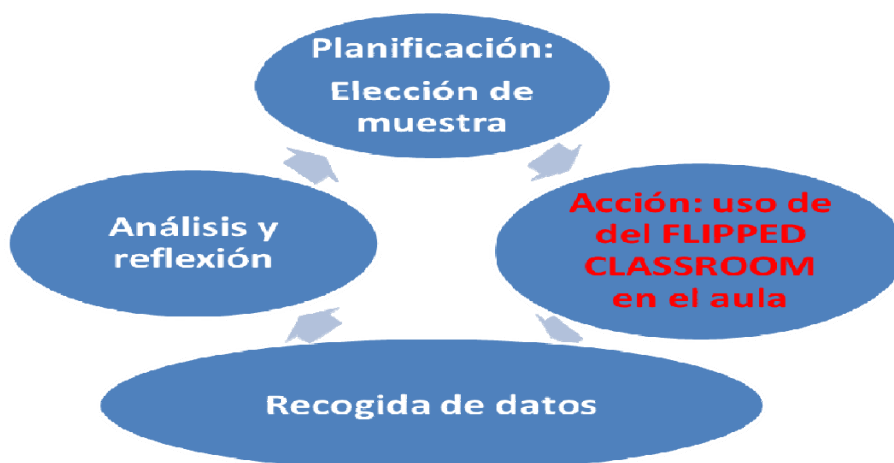 Planificación:
Elección de
muestra
Acción: uso de
del FLIPPED
CLASSROOM
en el aula
Recogida de datos
Análisis y
reflexión